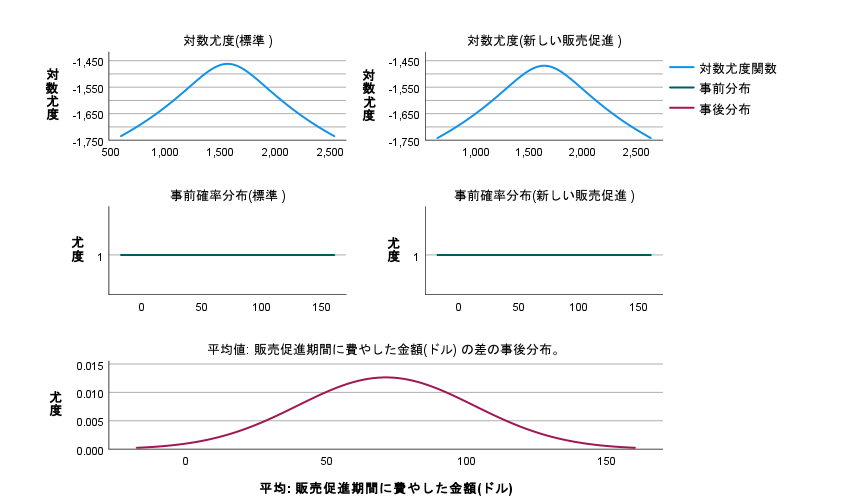 対数尤度(標準 )
対数尤度(新しい販売促進 )
対数尤度
-1,450
-1,550
-1,650
-1,750
500
1,000
1,500
2,000
2,500
対数尤度
-1,450
-1,550
-1,650
-1,750
1,000
1,500
2,000
2,500
対数尤度関数
事前分布
事後分布
事前確率分布(標準 )
事前確率分布(新しい販売促進 )
尤度
1
0
50
100
150
尤度
1
0
50
100
150
平均値: 販売促進期間に費やした金額(ドル) の差の事後分布。
尤度
0.015
0.010
0.005
0.000
0
50
100
150
平均: 販売促進期間に費やした金額(ドル)